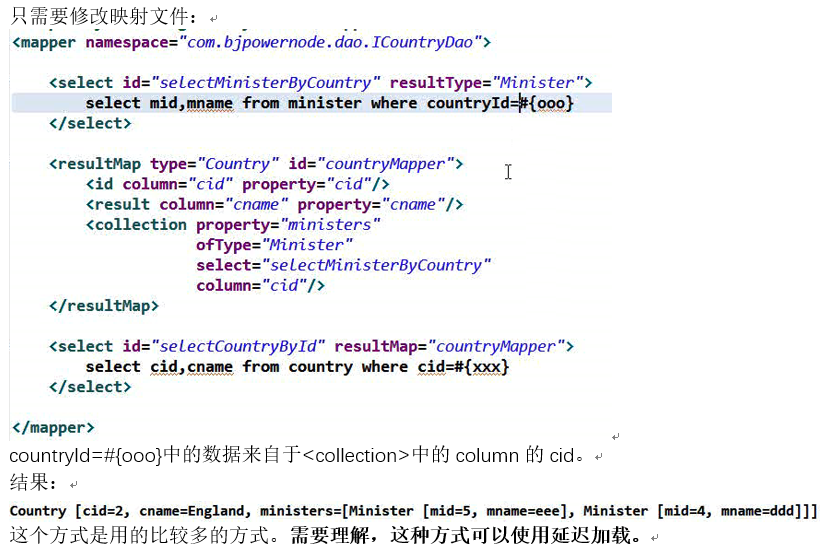 只需要修改映射文件：
<mapper namespace="com.bjpowernode.dao.ICountryDao">
<select id="selectMinisterByCountry" resultType="Minister">
select mid,mname from minister where countryId=#{ooo}
</select>
<resultMap type="Country" id="countryMapper">
<id column="cid" property="cid"/>
<result column="cname" property="cname"/>
<collection property="ministers"
ofType="Minister"
select="selectMinisterByCountry"
column="cid"/>
</resultMap>
<select id="selectCountryById" resultMap="countryMapper">
select cid,cname from country where cid=#{xxx}
</select>
</mapper>
countryId=#{ooo}中的数据来自于<collection>中的 column 的 cid。
结果：
Country [cid=2, cname=England, ministers=[Minister [mid=5, mname=eee], Minister [mid=4, mname=ddd]]]
这个方式是用的比较多的方式。需要理解，这种方式可以使用延迟加载。